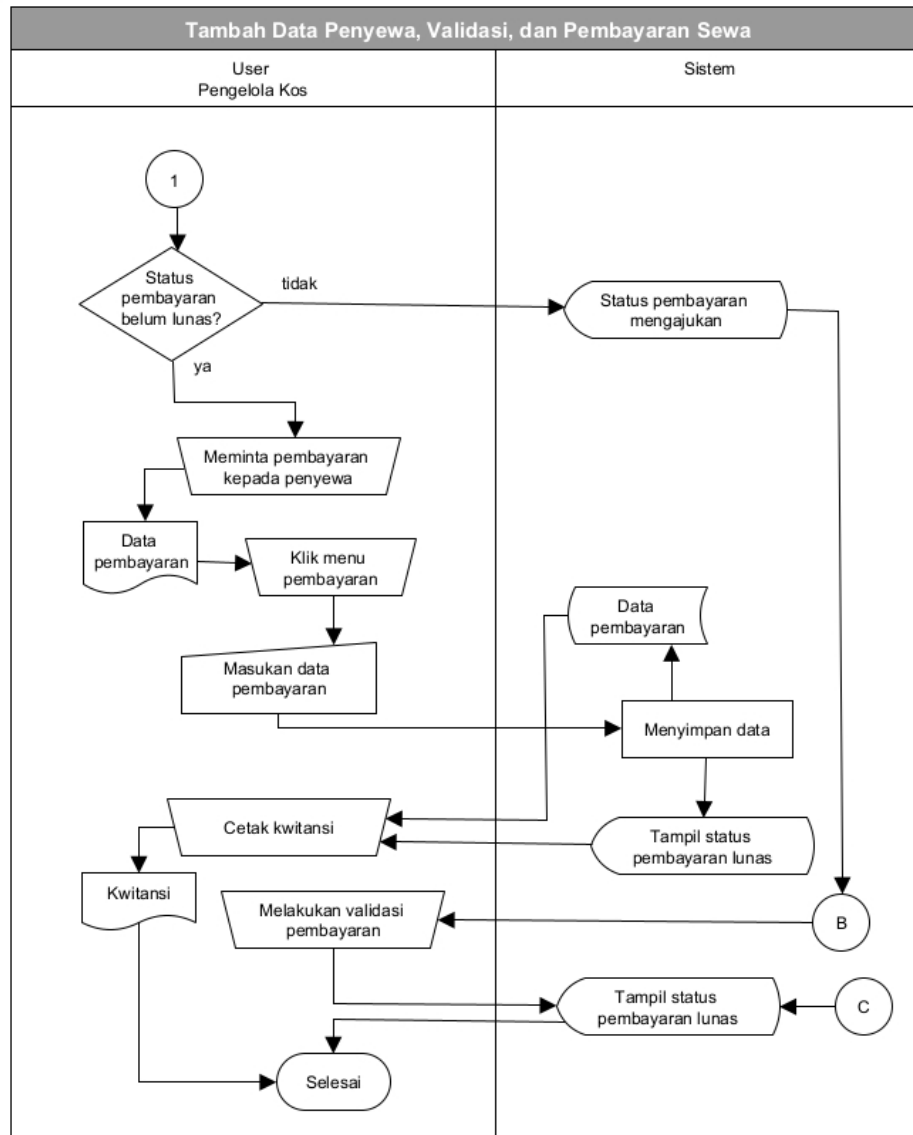 Tambah Data Penyewa, Validasi, dan Pembayaran Sewa
User
Pengelola Kos
Sistem
1
Status
pembayaran
belum lunas?
tidak
Status pembayaran
mengajukan
ya
Meminta pembayaran
kepada penyewa
Data
pembayaran
Klik menu
pembayaran
Data
pembayaran
Masukan data
pembayaran
Menyimpan data
Cetak kwitansi
Tampil status
pembayaran lunas
Kwitansi
Melakukan validasi
pembayaran
B
Tampil status
pembayaran lunas
C
Selesai